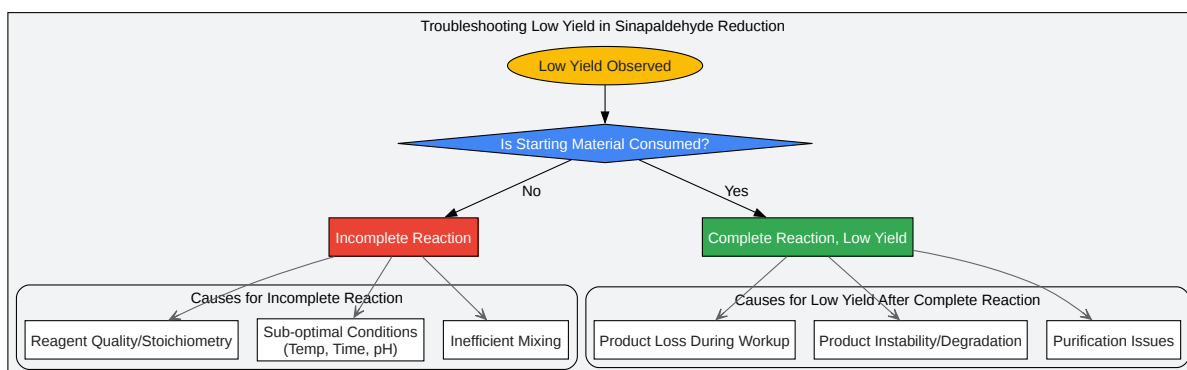 Troubleshooting Low Yield in Sinapaldehyde Reduction
Low Yield Observed
Is Starting Material Consumed?
No
Yes
Incomplete Reaction
Complete Reaction, Low Yield
Causes for Incomplete Reaction
Causes for Low Yield After Complete Reaction
Reagent Quality/Stoichiometry
Sub-optimal Conditions
(Temp, Time, pH)
Inefficient Mixing
Product Loss During Workup
Product Instability/Degradation
Purification Issues